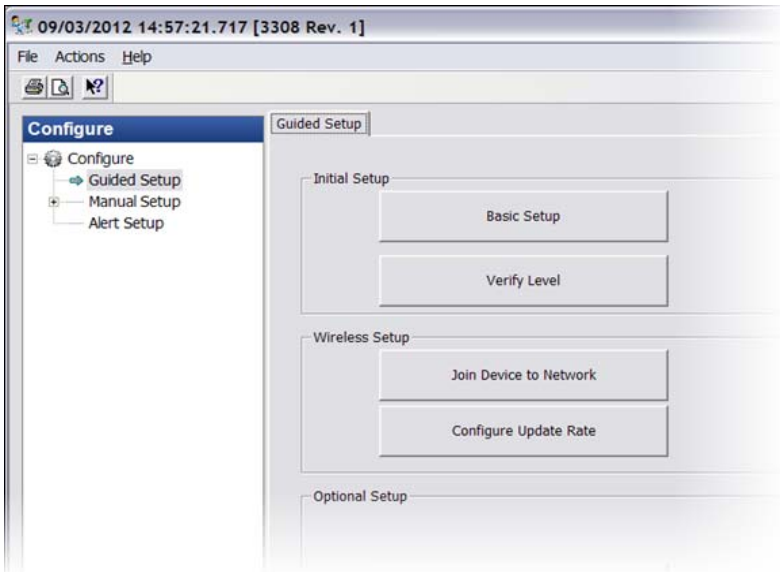 09/03/2012 14:57:21.717 [3308 Rev. 1]
File Actions Help
Configure
Configure
Guided Setup
Manual Setup
Alert Setup
Guided Setup
Initial Setup
Basic Setup
Verify Level
Wireless Setup
Join Device to Network
Configure Update Rate
Optional Setup